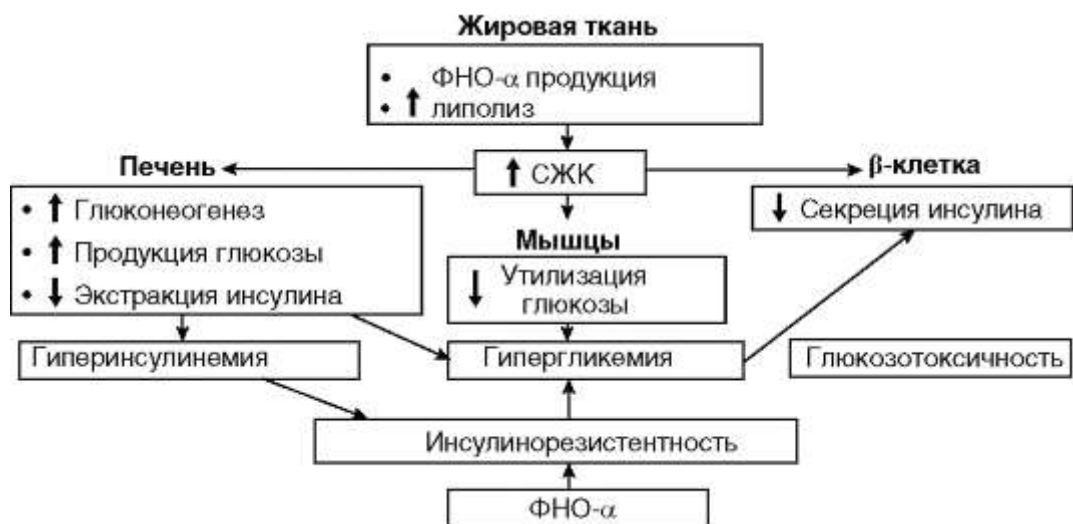 Жировая ткань
• ФНО-α продукция
• ↑ липолиз
Печень
↑ СЖК
β-клетка
• ↑ Глюконеогенез
• ↑ Продукция глюкозы
• ↓ Экстракция инсулина
Мышцы
↓ Утилизация
глюкозы
↓ Секреция инсулина
Гиперинсулинемия
Гипергликемия
Глюкозотоксичность
Инсулинорезистентность
ФНО-α